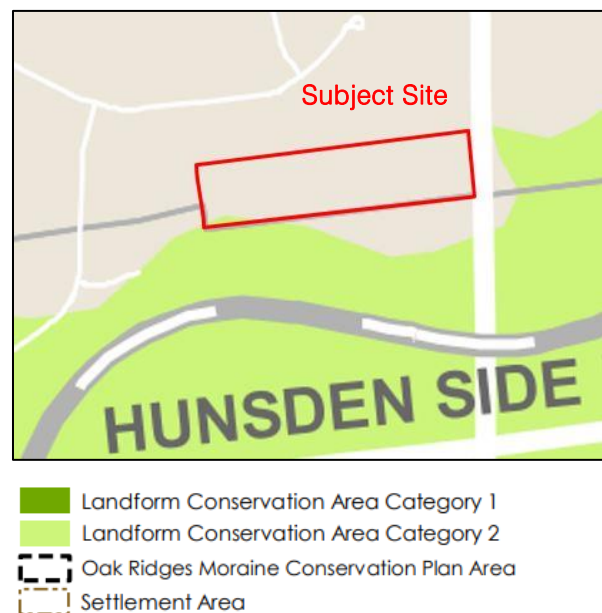 Subject Site
HUNSDEN SIDE
Landform Conservation Area Category 1
Landform Conservation Area Category 2
Oak Ridges Moraine Conservation Plan Area
Settlement Area